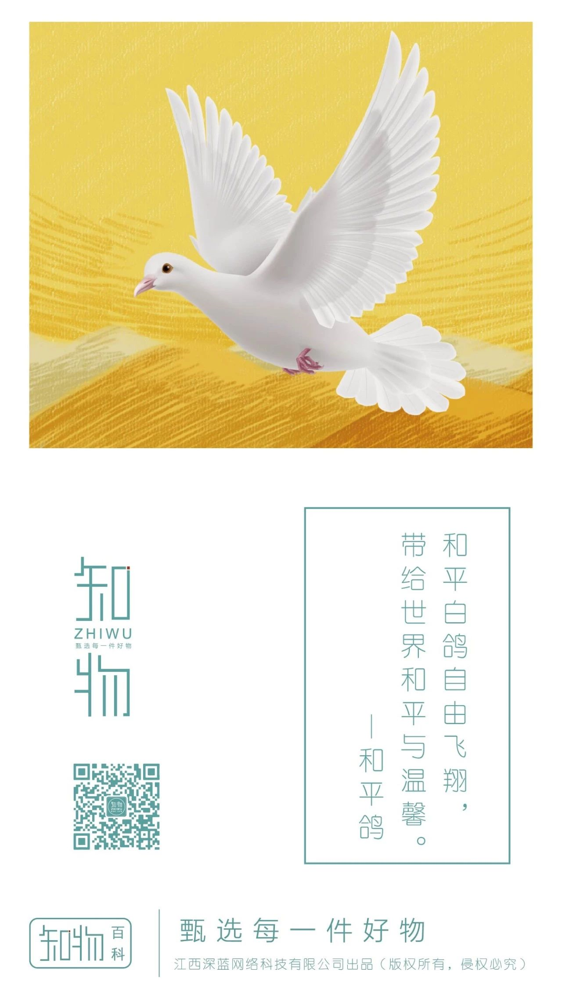 和平白鸽自由飞翔，
带给世界和平与温馨。
—和平鸽
知
ZHIWU
甄选每一件好物
物
知物
ZHIWU
知物百科
甄选每一件好物
江西深蓝网络科技有限公司出品（版权所有，侵权必究）